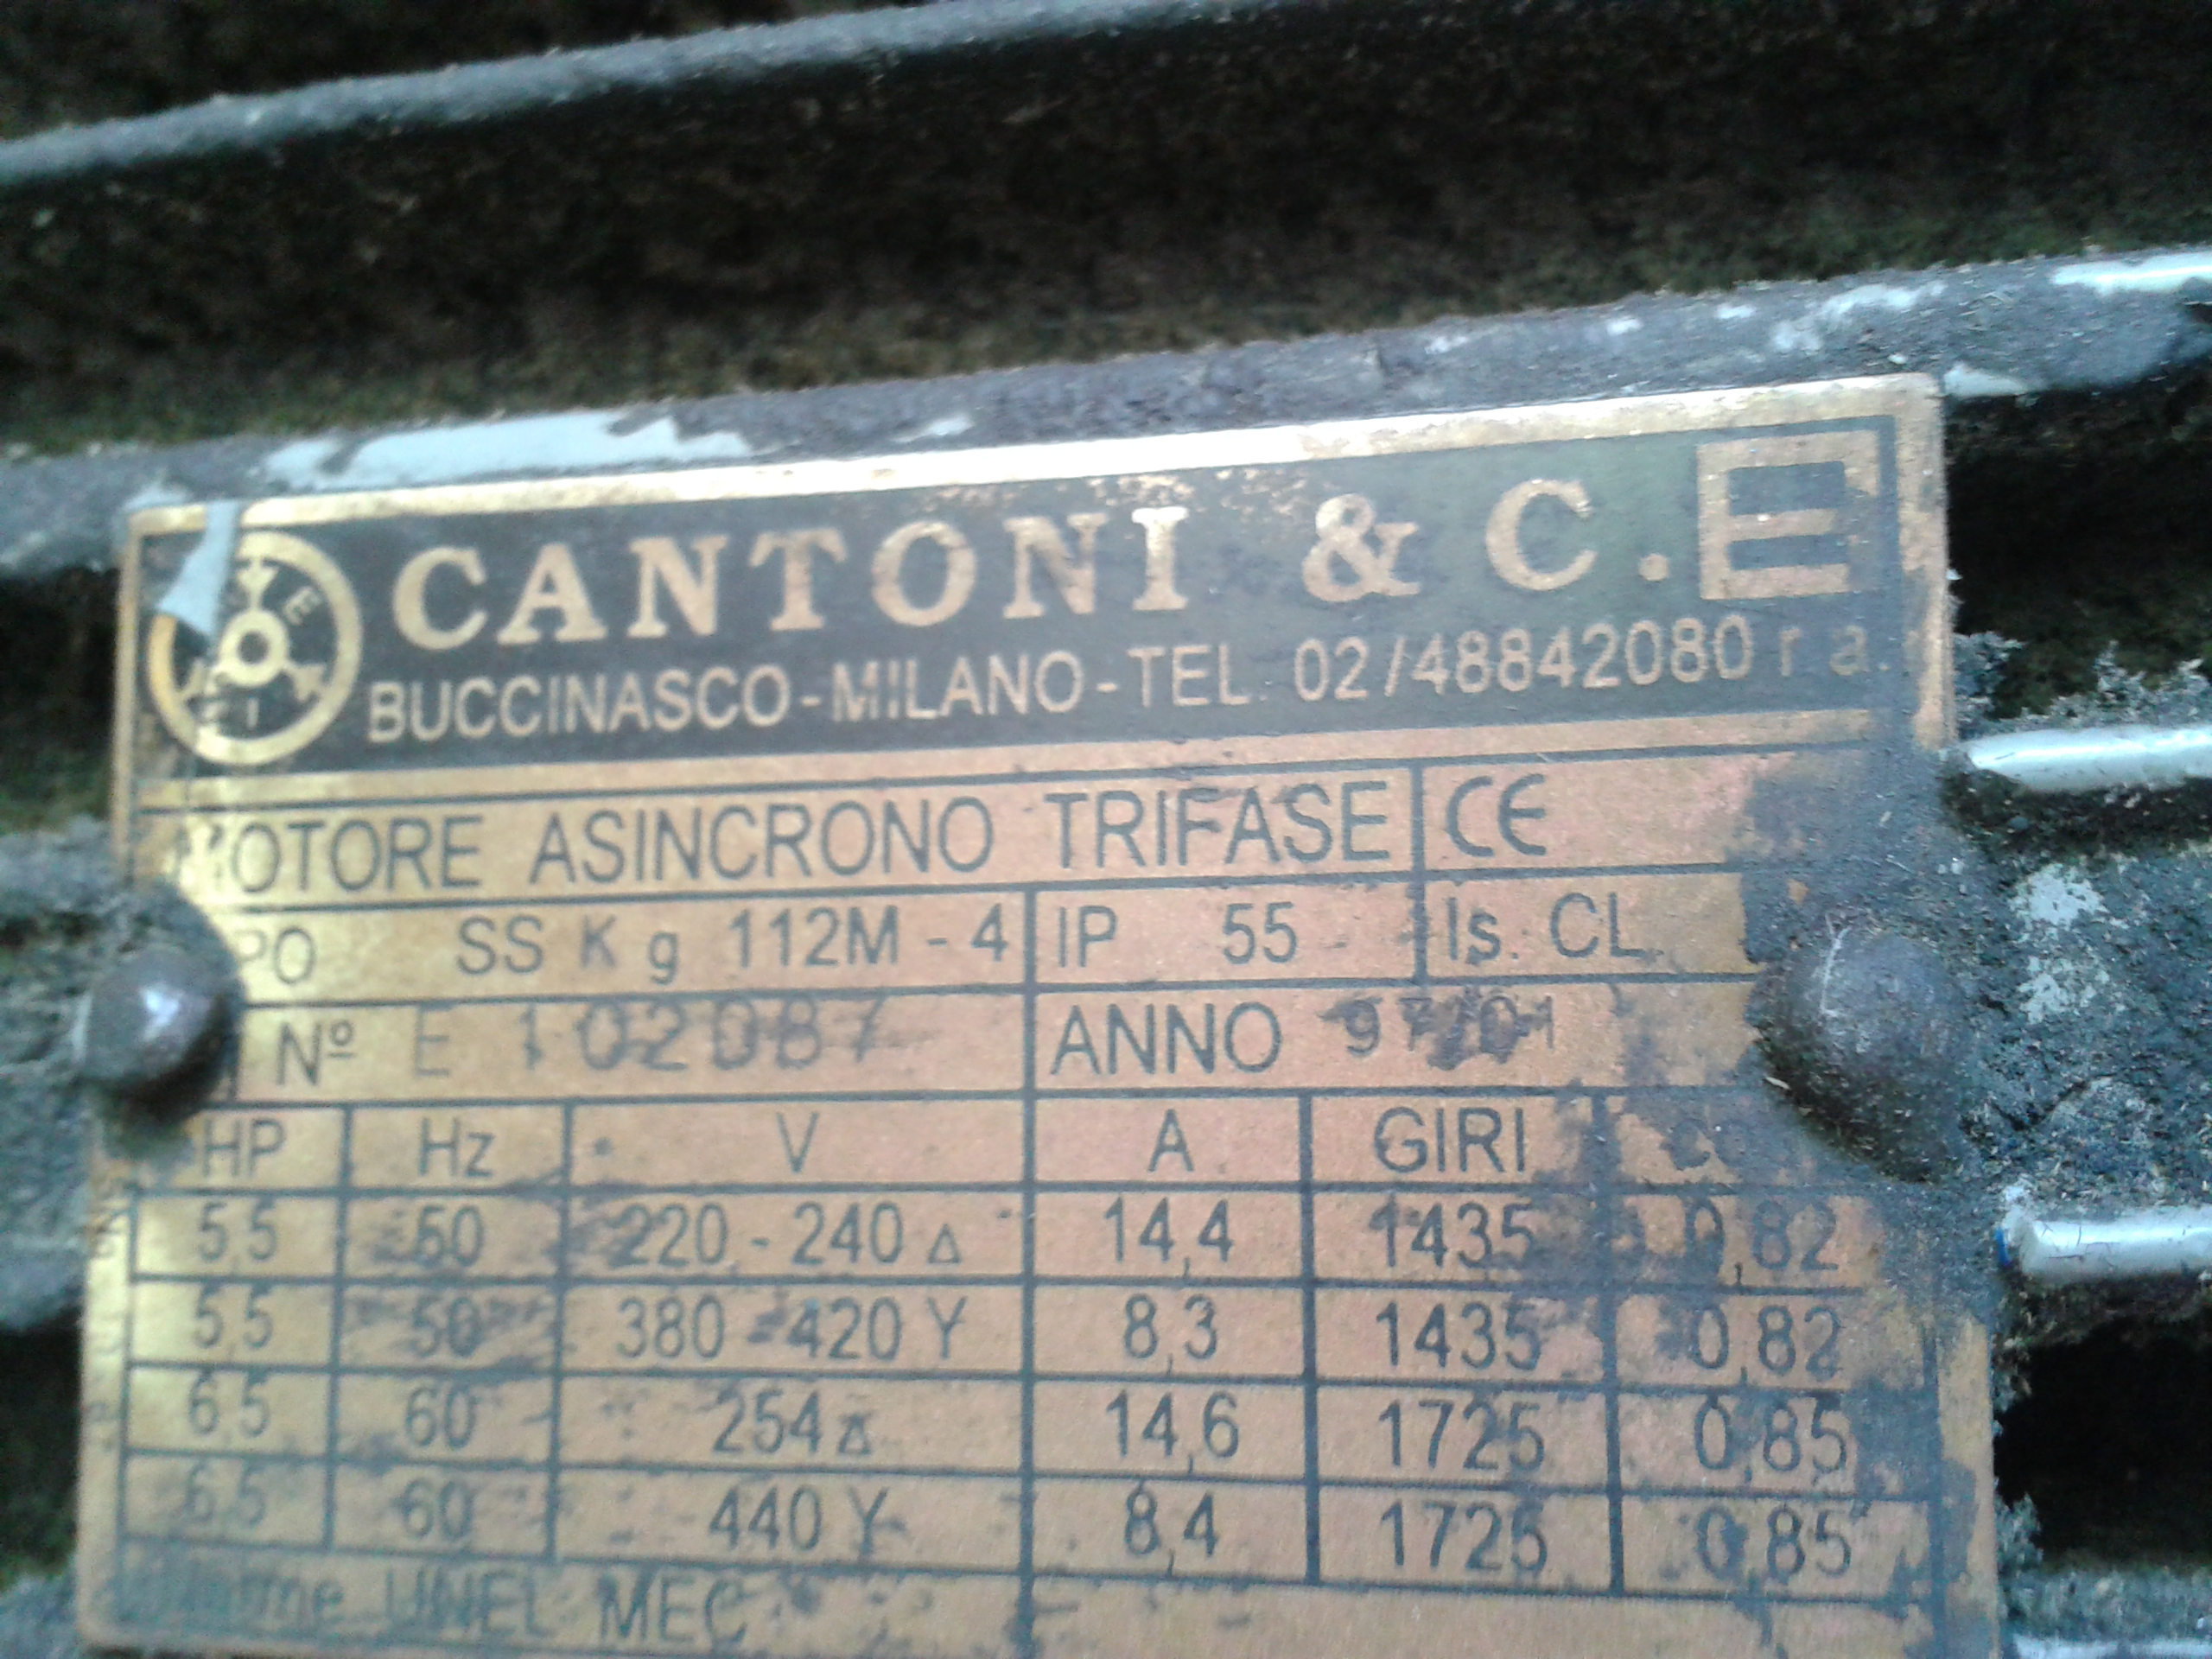 CANTONI & C. E
BUCCINASCO - MILANO - TEL. 02/48842080 r.a.
MOTORE ASINCRONO TRIFASE CE
SS Kg 112M - 4 IP 55 Is. CL.
Nº E 102087 ANNO 97/01
HP Hz V A GIRI
5,5 50 220 - 240 Δ 14,4 1435 0,82
5,5 50 380 - 420 Y 8,3 1435 0,82
6,5 60 254 Δ 14,6 1725 0,85
6,5 60 440 Y 8,4 1725 0,85
UNEL MEC